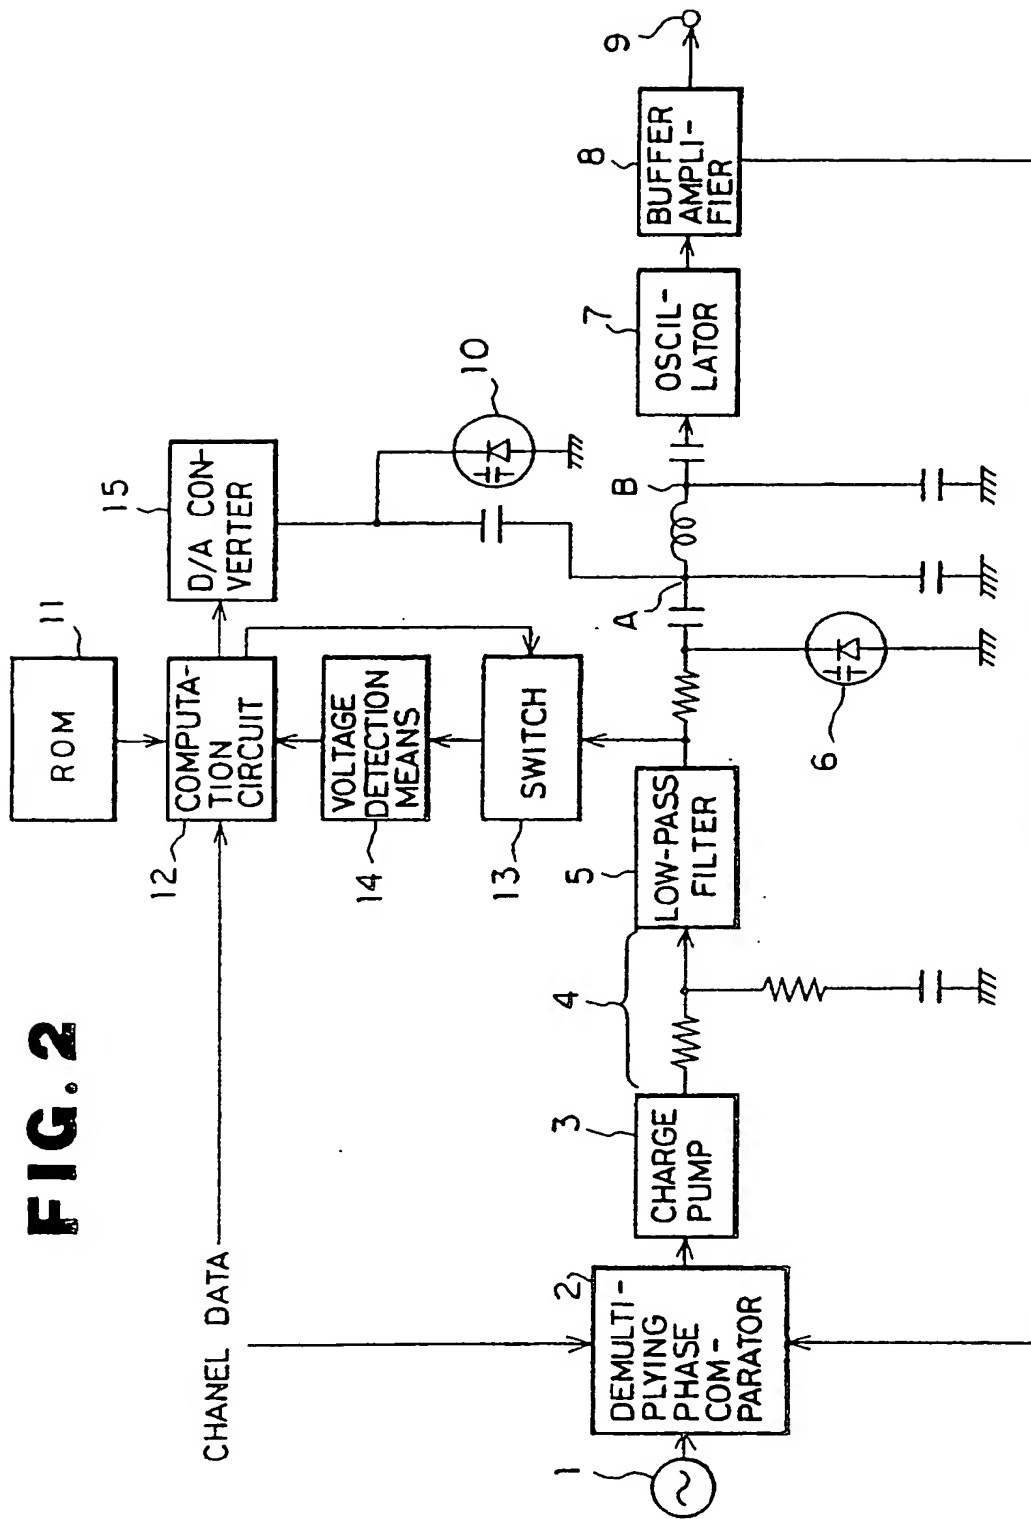 FIG. 2
CHANEL DATA
ROM
11
COMPUTA-
TION
CIRCUIT
12
D/A CON-
VERTER
15
VOLTAGE
DETECTION
MEANS
14
SWITCH
13
10
1
DEMULTI-
PLYING
PHASE
COM-
PARATOR
2
CHARGE
PUMP
3
4
LOW-PASS
FILTER
5
6
A
B
OSCIL-
LATOR
7
BUFFER
AMPLI-
FIER
8
9